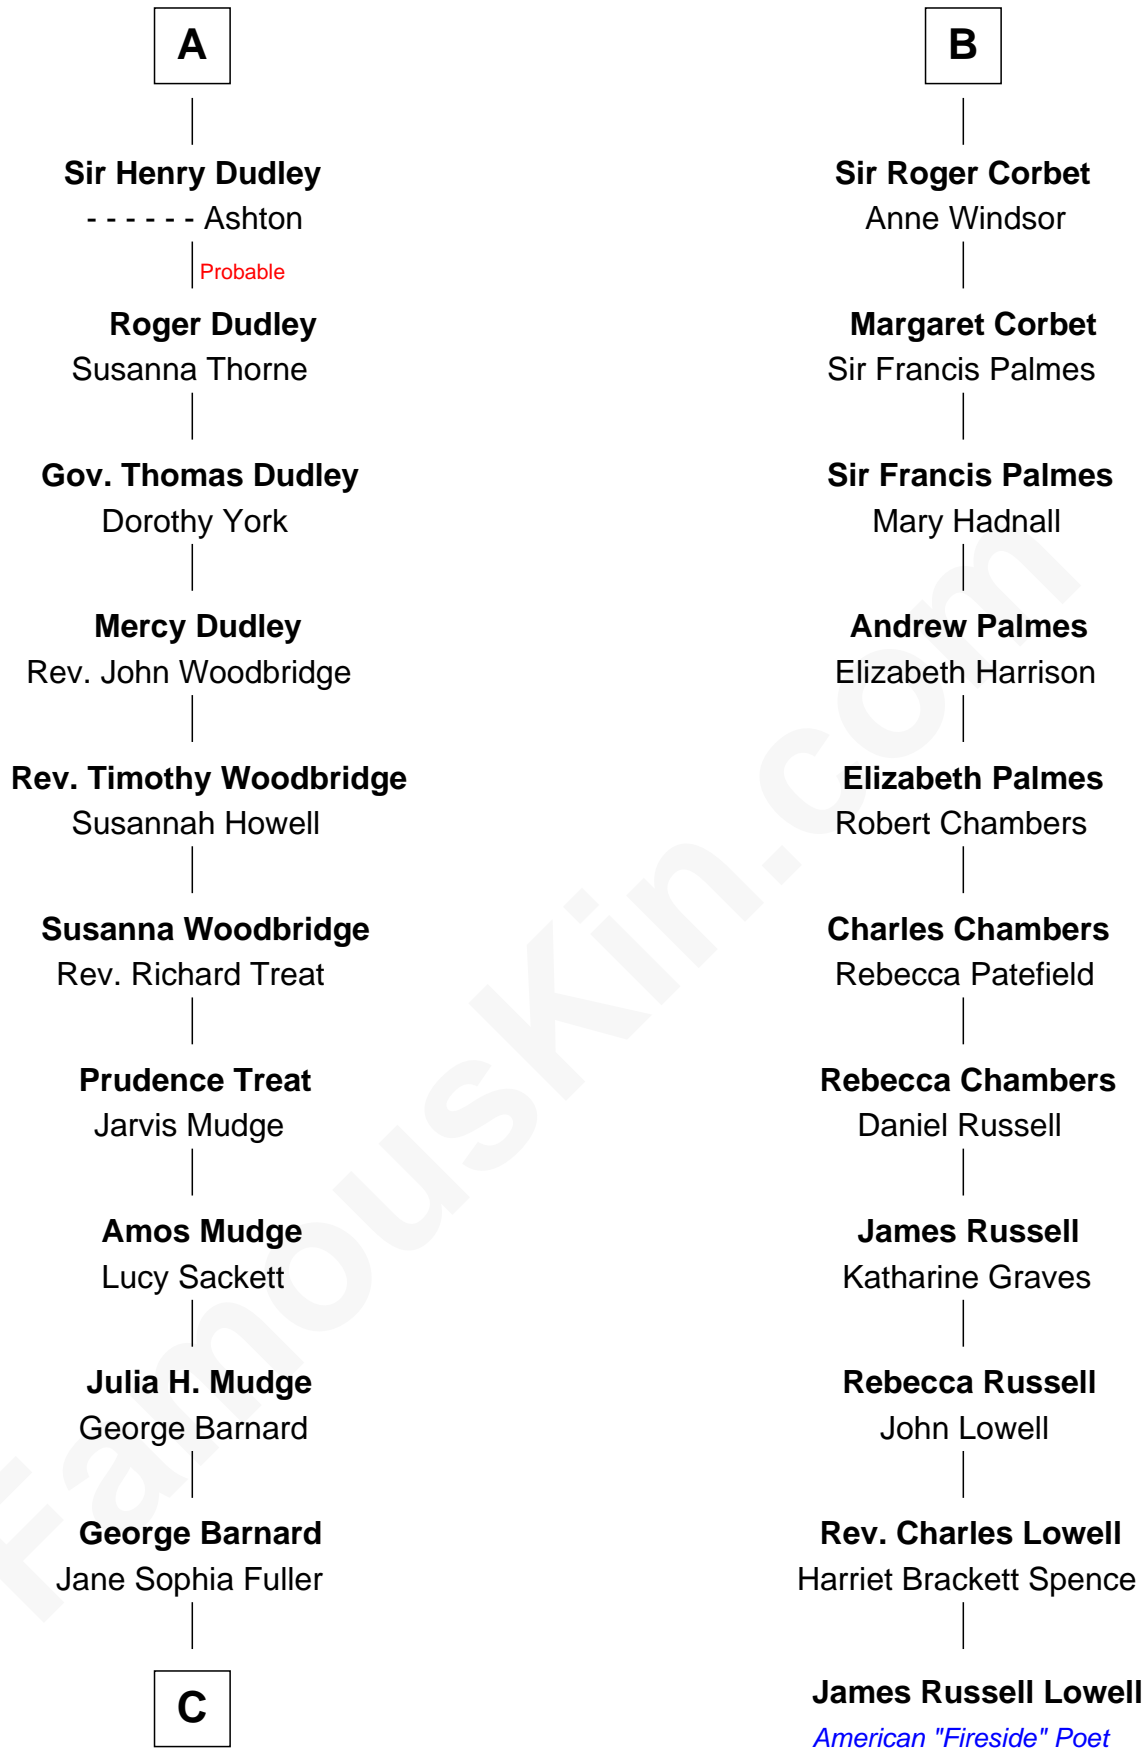 A
Sir Henry Dudley
- - - - - - Ashton
Probable
Roger Dudley
Susanna Thorne
Gov. Thomas Dudley
Dorothy York
Mercy Dudley
Rev. John Woodbridge
Rev. Timothy Woodbridge
Susannah Howell
Susanna Woodbridge
Rev. Richard Treat
Prudence Treat
Jarvis Mudge
Amos Mudge
Lucy Sackett
Julia H. Mudge
George Barnard
George Barnard
Jane Sophia Fuller
C
B
Sir Roger Corbet
Anne Windsor
Margaret Corbet
Sir Francis Palmes
Sir Francis Palmes
Mary Hadnall
Andrew Palmes
Elizabeth Harrison
Elizabeth Palmes
Robert Chambers
Charles Chambers
Rebecca Patefield
Rebecca Chambers
Daniel Russell
James Russell
Katharine Graves
Rebecca Russell
John Lowell
Rev. Charles Lowell
Harriet Brackett Spence
James Russell Lowell
American "Fireside" Poet
FamousKin.com